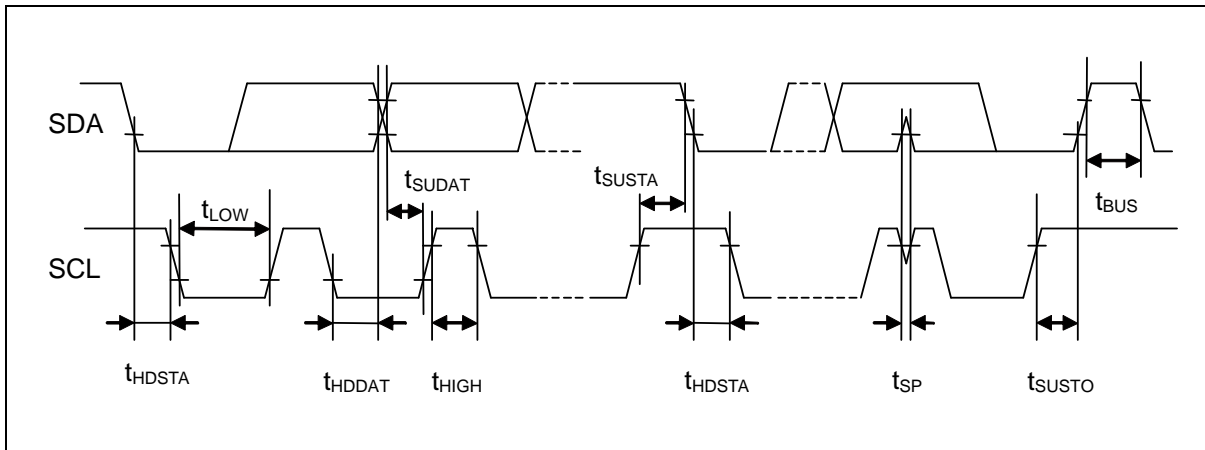 SDA
tSUDAT
tSUSTA
tBUS
tLOW
SCL
tHDSTA
tHDDAT
tHIGH
tHDSTA
tSP
tSUSTO